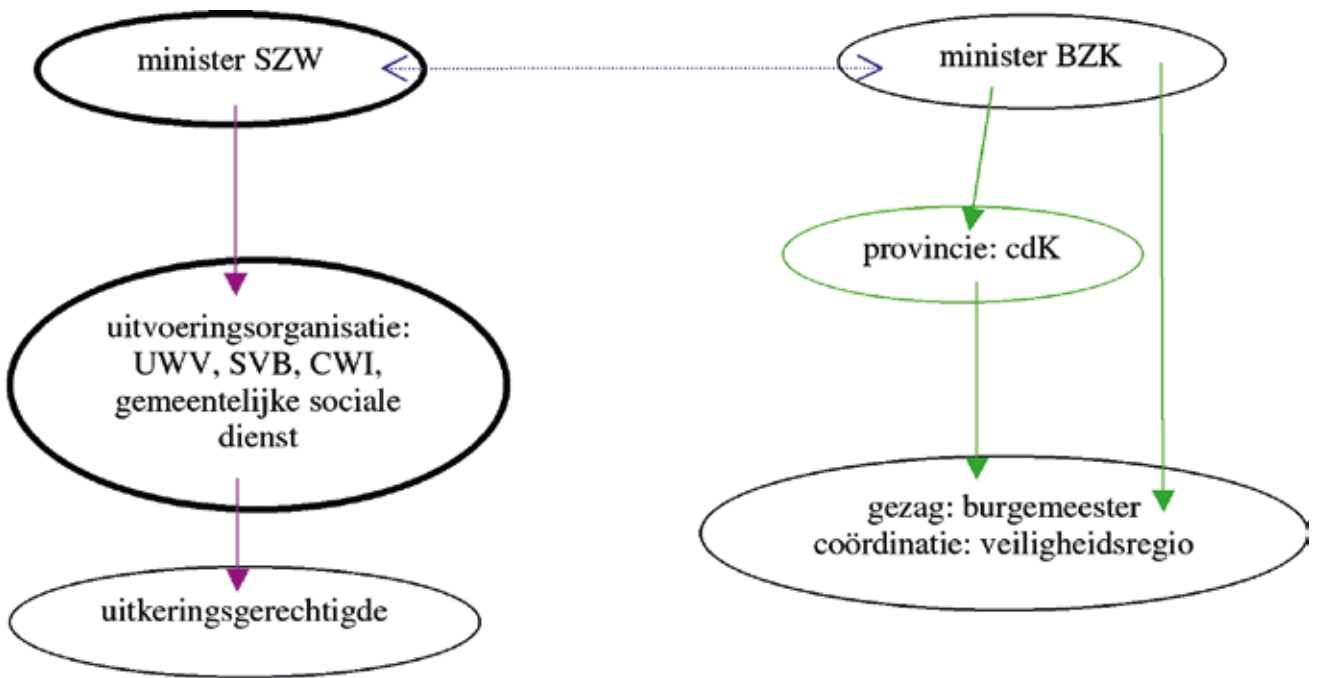 minister SZW
minister BZK
provincie: cdK
uitvoeringsorganisatie:
UWV, SVB, CWI,
gemeentelijke sociale
dienst
gezag: burgemeester
coördinatie: veiligheidsregio
uitkeringsgerechtigde